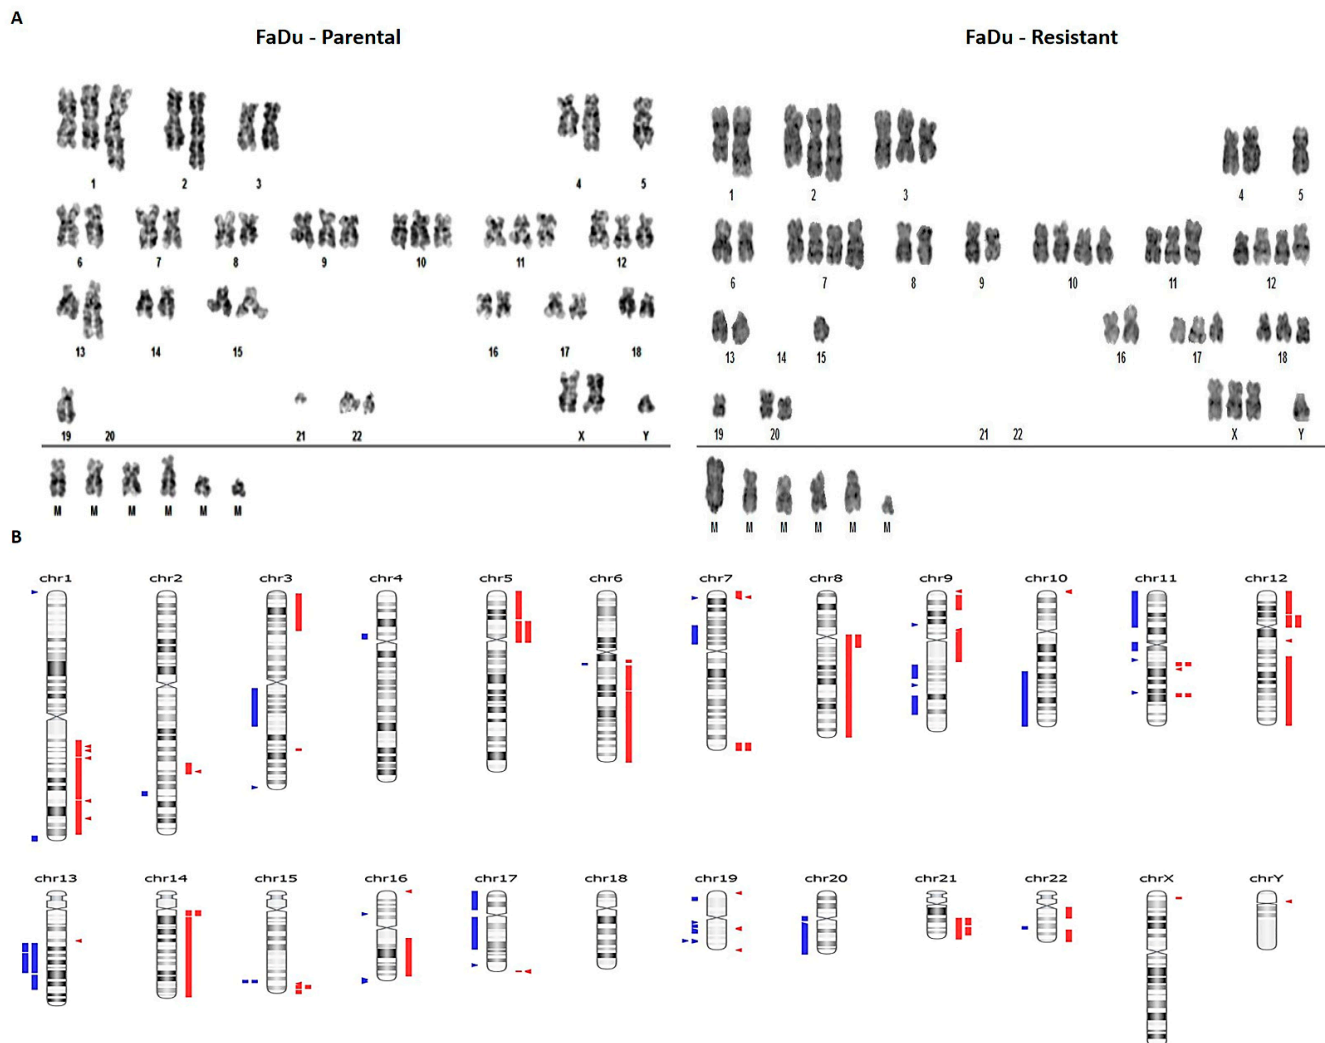 A
FaDu - Parental
FaDu - Resistant
1 2 3 4 5
1 2 3 4 5
6 7 8 9 10 11 12
6 7 8 9 10 11 12
13 14 15 16 17 18
13 14 15 16 17 18
19 20 21 22 X Y
19 20 21 22 X Y
M M M M M M
M M M M M M
B
chr1 chr2 chr3 chr4 chr5 chr6 chr7 chr8 chr9 chr10 chr11 chr12
chr13 chr14 chr15 chr16 chr17 chr18 chr19 chr20 chr21 chr22 chrX chrY